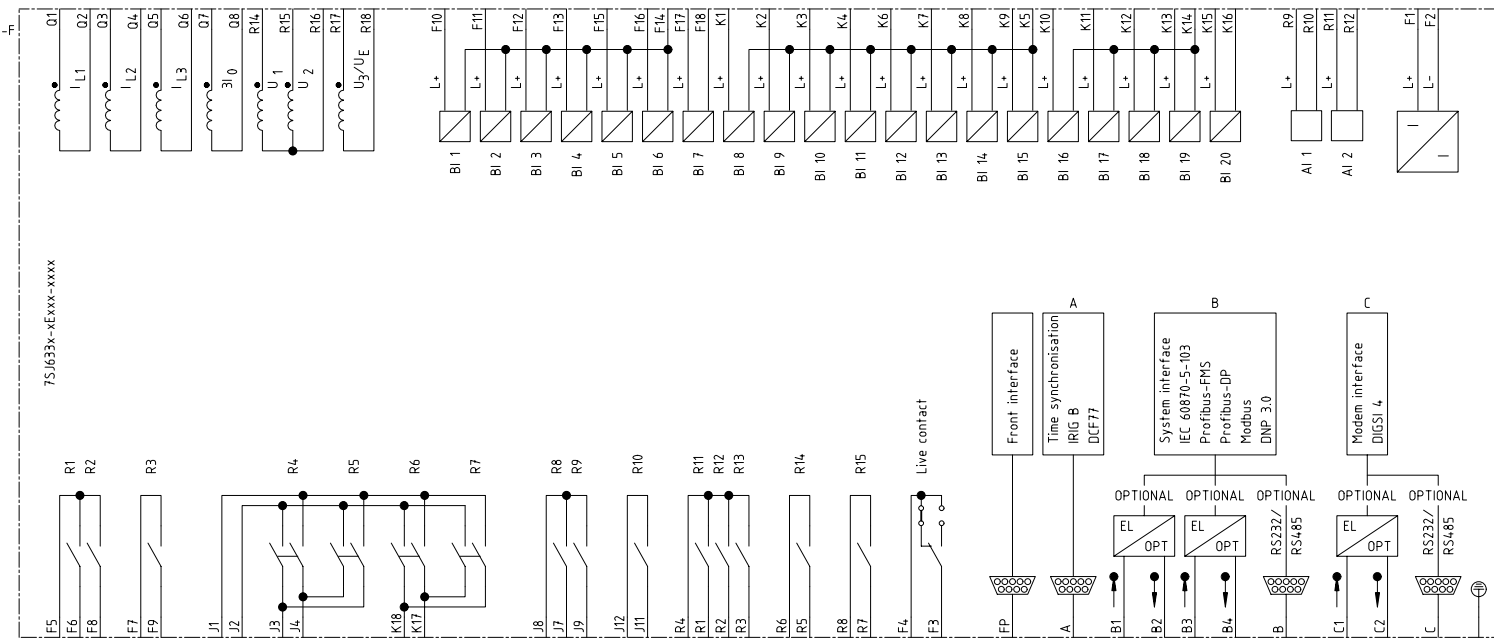 -F
Q1 Q2 Q3 Q4 Q5 Q6 Q7 Q8 R14 R15 R16 R17 R18
F10 F11 F12 F13 F15 F16 F14 F17 F18 K1 K2 K3 K4 K6 K7 K8 K9 K5 K10 K11 K12 K13 K14 K15 K16
R9 R10 R11 R12
F1 F2
IL1 IL2 IL3 3I0 U1 U2 U3/UE
L+ L+ L+ L+ L+ L+ L+ L+ L+ L+ L+ L+ L+ L+ L+ L+ L+ L+ L+ L+
L+ L+
L+ L-
BI 1 BI 2 BI 3 BI 4 BI 5 BI 6 BI 7 BI 8 BI 9 BI 10 BI 11 BI 12 BI 13 BI 14 BI 15 BI 16 BI 17 BI 18 BI 19 BI 20
AI 1 AI 2
7SJ633x-xExxx-xxxx
A
B
C
Front interface
Time synchronisation
IRIG B
DCF77
System interface
IEC 60870-5-103
Profibus-FMS
Profibus-DP
Modbus
DNP 3.0
Modem interface
DIGSI 4
Live contact
R1 R2 R3 R4 R5 R6 R7 R8 R9 R10 R11 R12 R13 R14 R15
OPTIONAL OPTIONAL OPTIONAL OPTIONAL OPTIONAL
EL
OPT
EL
OPT
RS232/
RS485
EL
OPT
RS232/
RS485
F5 F6 F8 F7 F9 J1 J2 J3 J4 K18 K17 J8 J7 J9 J12 J11 R4 R1 R2 R3 R6 R5 R8 R7 F4 F3 FP A B1 B2 B3 B4 B C1 C2 C